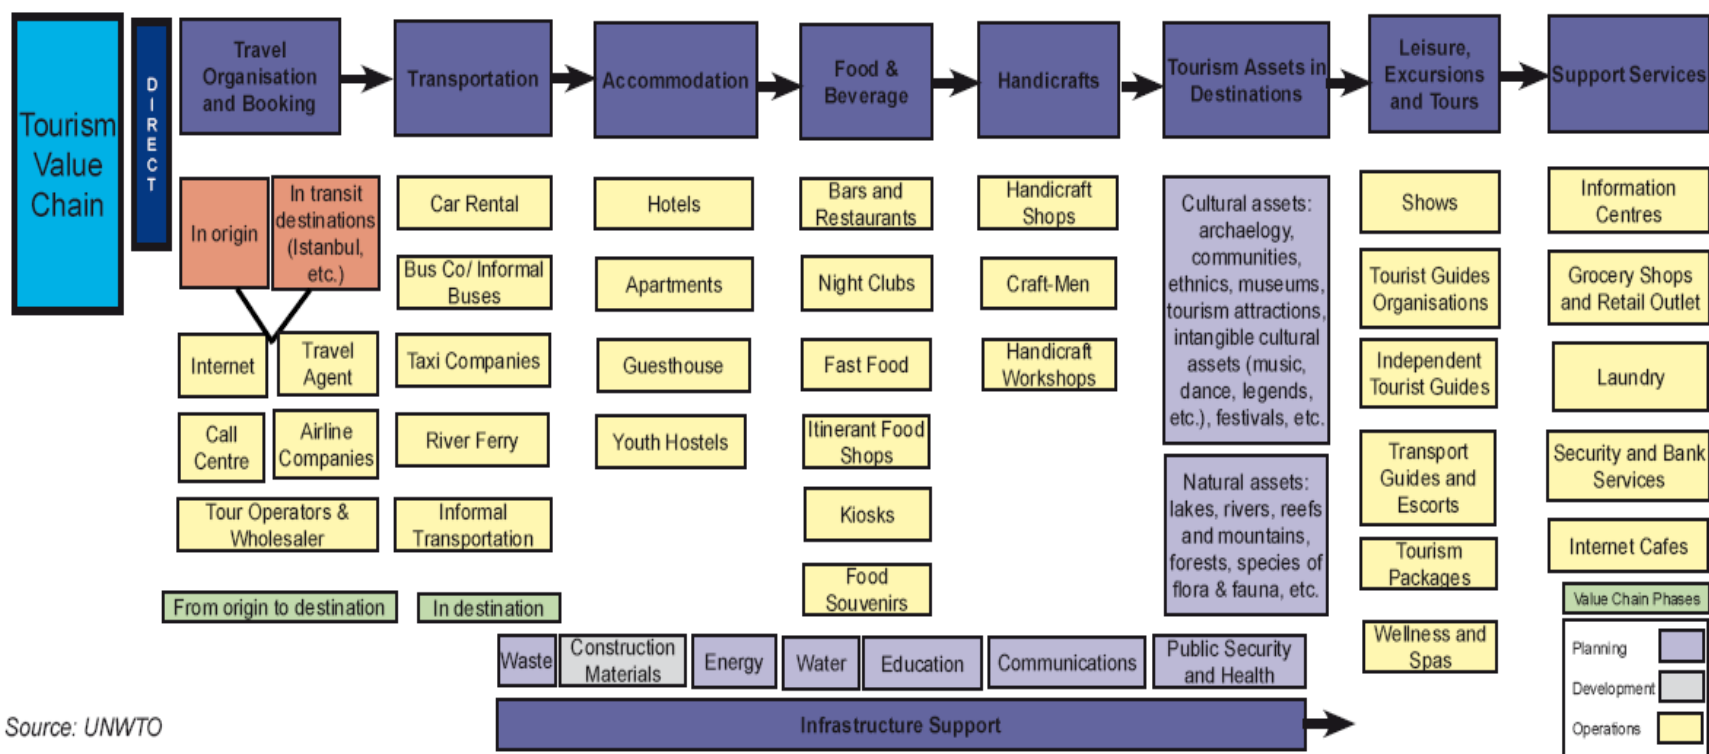 Tourism
Value
Chain
DIRECT
Travel
Organisation
and Booking
Transportation
Accommodation
Food &
Beverage
Handicrafts
Tourism Assets in
Destinations
Leisure,
Excursions
and Tours
Support Services
In origin
In transit
destinations
(Istanbul,
etc.)
Internet
Travel
Agent
Call
Centre
Airline
Companies
Tour Operators &
Wholesaler
Car Rental
Bus Co/ Informal
Buses
Taxi Companies
River Ferry
Informal
Transportation
Hotels
Apartments
Guesthouse
Youth Hostels
Bars and
Restaurants
Night Clubs
Fast Food
Itinerant Food
Shops
Kiosks
Food
Souvenirs
Handicraft
Shops
Craft-Men
Handicraft
Workshops
Cultural assets:
archaelogy,
communities,
ethnics, museums,
tourism attractions,
intangible cultural
assets (music,
dance, legends,
etc.), festivals, etc.
Natural assets:
lakes, rivers, reefs
and mountains,
forests, species of
flora & fauna, etc.
Shows
Tourist Guides
Organisations
Independent
Tourist Guides
Transport
Guides and
Escorts
Tourism
Packages
Wellness and
Spas
Information
Centres
Grocery Shops
and Retail Outlet
Laundry
Security and Bank
Services
Internet Cafes
From origin to destination
In destination
Value Chain Phases
Planning
Development
Operations
Waste
Construction
Materials
Energy
Water
Education
Communications
Public Security
and Health
Infrastructure Support
Source: UNWTO